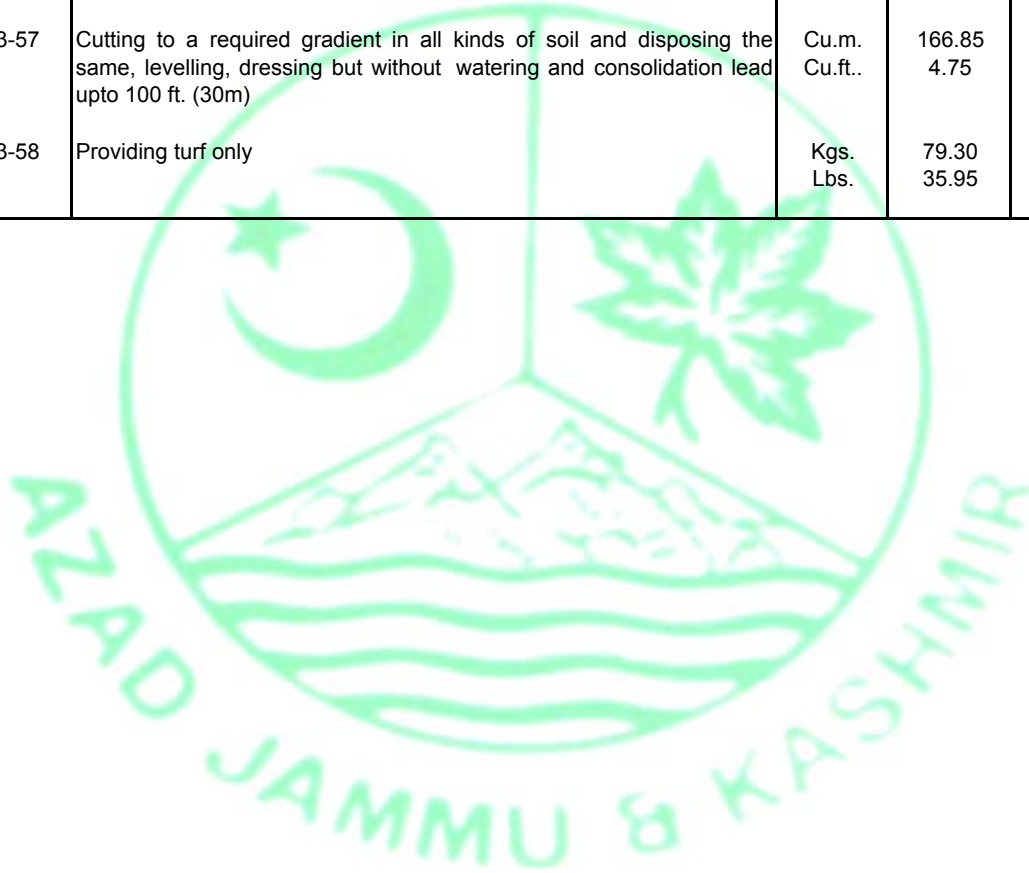 3-57 Cutting to a required gradient in all kinds of soil and disposing the Cu.m. 166.85
same, levelling, dressing but without watering and consolidation lead Cu.ft.. 4.75
upto 100 ft. (30m)
3-58 Providing turf only Kgs. 79.30
Lbs. 35.95
AZAD JAMMU & KASHMIR